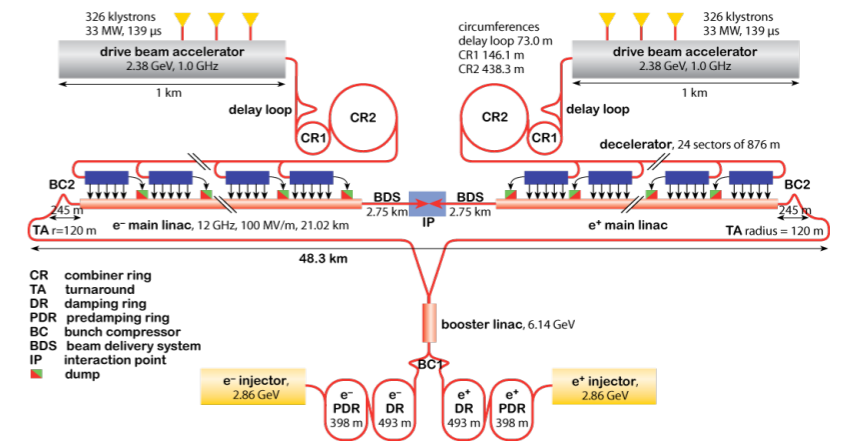 326 klystrons
33 MW, 139 µs
circumferences
delay loop 73.0 m
CR1 146.1 m
CR2 438.3 m
326 klystrons
33 MW, 139 µs
drive beam accelerator
2.38 GeV, 1.0 GHz
drive beam accelerator
2.38 GeV, 1.0 GHz
1 km
1 km
delay loop
CR1
CR2
CR2
CR1
delay loop
decelerator, 24 sectors of 876 m
BC2
BC2
245 m
BDS
2.75 km
IP
BDS
2.75 km
245 m
TA r=120 m
e– main linac, 12 GHz, 100 MV/m, 21.02 km
e+ main linac
TA radius = 120 m
48.3 km
CR combiner ring
TA turnaround
DR damping ring
PDR predamping ring
BC bunch compressor
BDS beam delivery system
IP interaction point
dump
booster linac, 6.14 GeV
BC1
e– injector,
2.86 GeV
e–
PDR
398 m
e–
DR
493 m
e+
DR
493 m
e+
PDR
398 m
e+ injector,
2.86 GeV